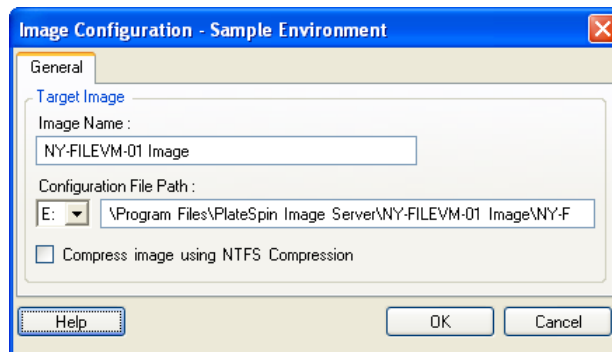 Image Configuration - Sample Environment
General
Target Image
Image Name :
NY-FILEVM-01 Image
Configuration File Path :
E: \Program Files\PlateSpin Image Server\NY-FILEVM-01 Image\NY-F
Compress image using NTFS Compression
Help OK Cancel